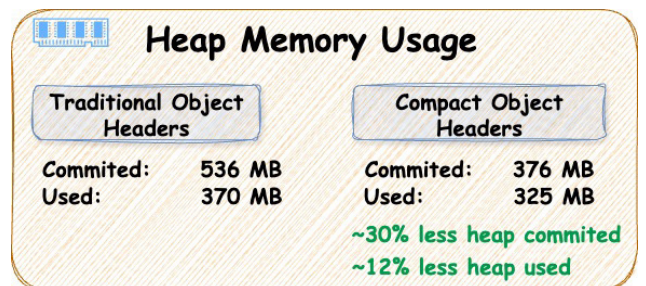 Heap Memory Usage
Traditional Object
Headers
Commited: 536 MB
Used: 370 MB
Compact Object
Headers
Commited: 376 MB
Used: 325 MB
~30% less heap commited
~12% less heap used